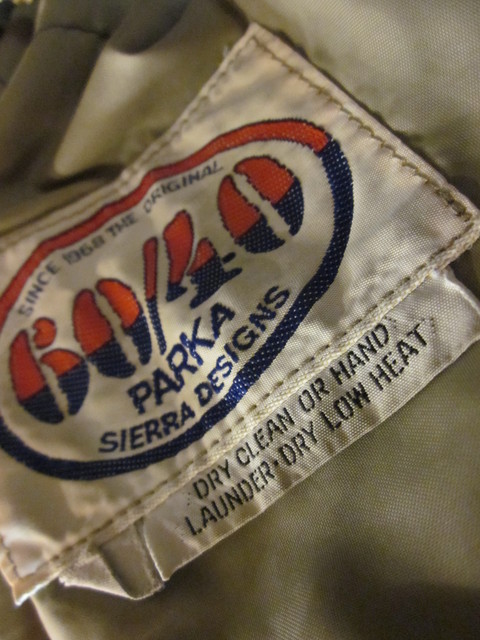 SINCE 1968 THE ORIGINAL
60/40
PARKA
SIERRA DESIGNS
DRY CLEAN OR HAND
LAUNDER·DRY LOW HEAT